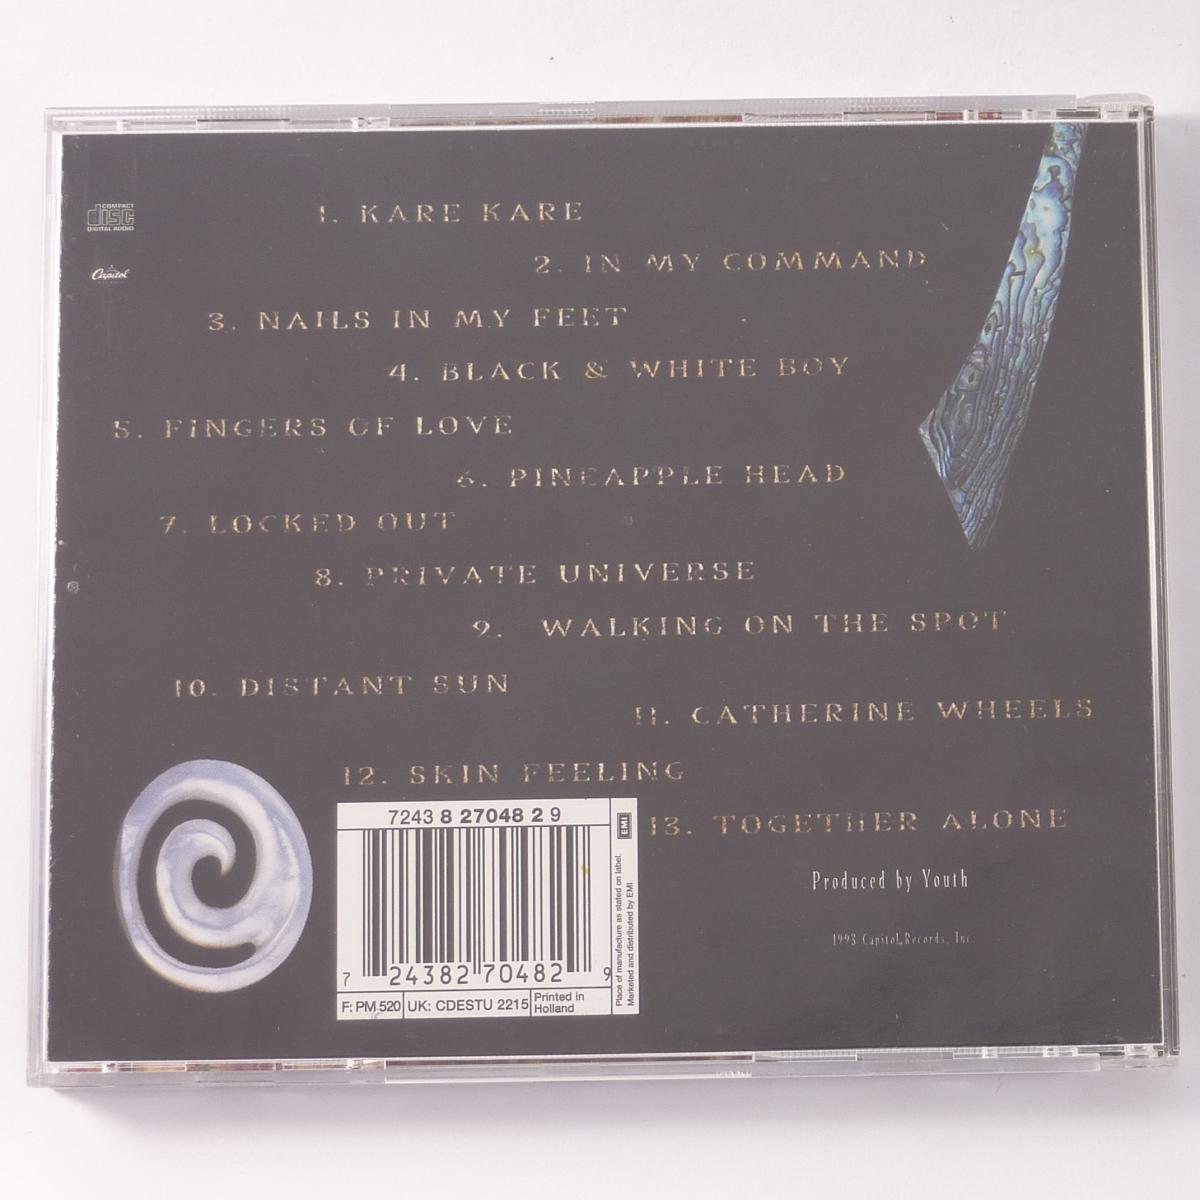 COMPACT
disc
DIGITAL AUDIO
Capitol
1. KARE KARE
2. IN MY COMMAND
3. NAILS IN MY FEET
4. BLACK & WHITE BOY
5. FINGERS OF LOVE
6. PINEAPPLE HEAD
7. LOCKED OUT
8. PRIVATE UNIVERSE
9. WALKING ON THE SPOT
10. DISTANT SUN
11. CATHERINE WHEELS
12. SKIN FEELING
13. TOGETHER ALONE
7243 8 27048 2 9
7 24382 70482 9
F: PM 520
UK: CDESTU 2215
Printed in
Holland
EMI
Place of manufacture as stated on label.
Marketed and distributed by EMI.
Produced by Youth
1993 Capitol Records, Inc.